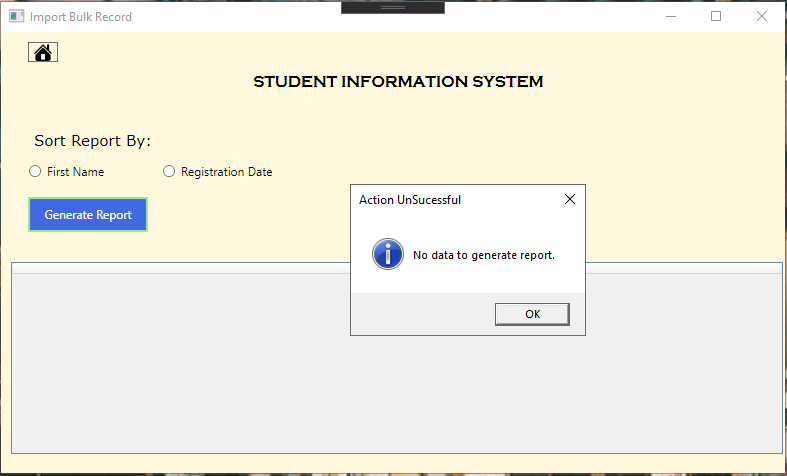 Import Bulk Record
STUDENT INFORMATION SYSTEM
Sort Report By:
First Name
Registration Date
Generate Report
Action UnSucessful
No data to generate report.
OK